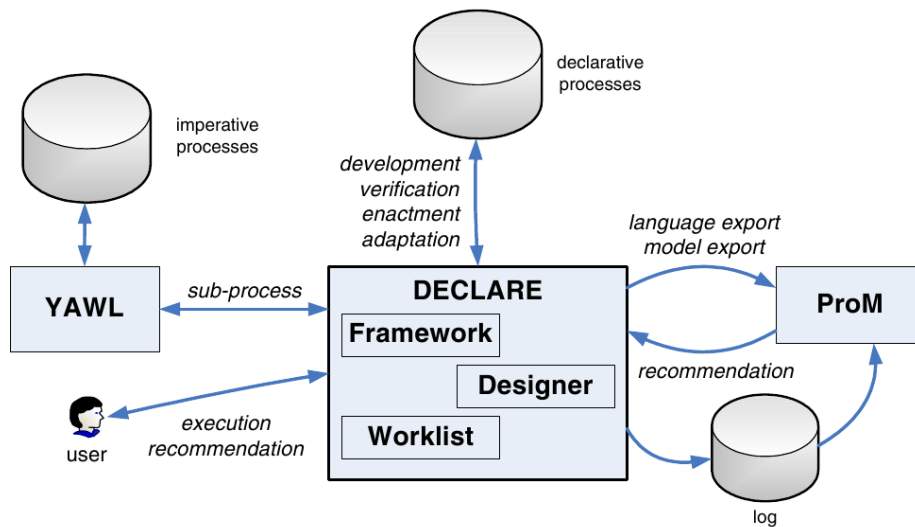 declarative
processes
imperative
processes
development
verification
enactment
adaptation
language export
model export
YAWL
sub-process
DECLARE
Framework
Designer
Worklist
ProM
recommendation
user
execution
recommendation
log